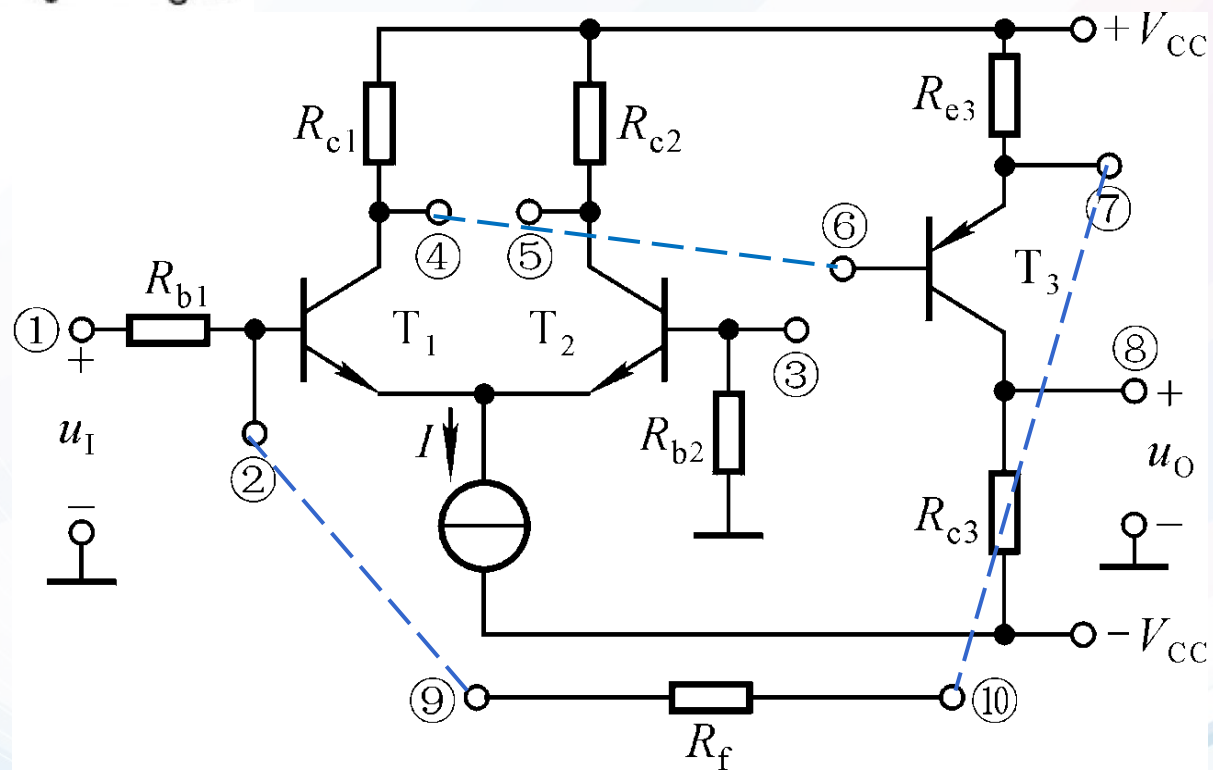 +V_CC
R_c1
R_c2
R_e3
④
⑤
⑥
⑦
R_b1
T_1
T_2
T_3
①
+
③
⑧
+
u_I
②
I
R_b2
R_c3
u_O
−
−
−V_CC
⑨
⑩
R_f